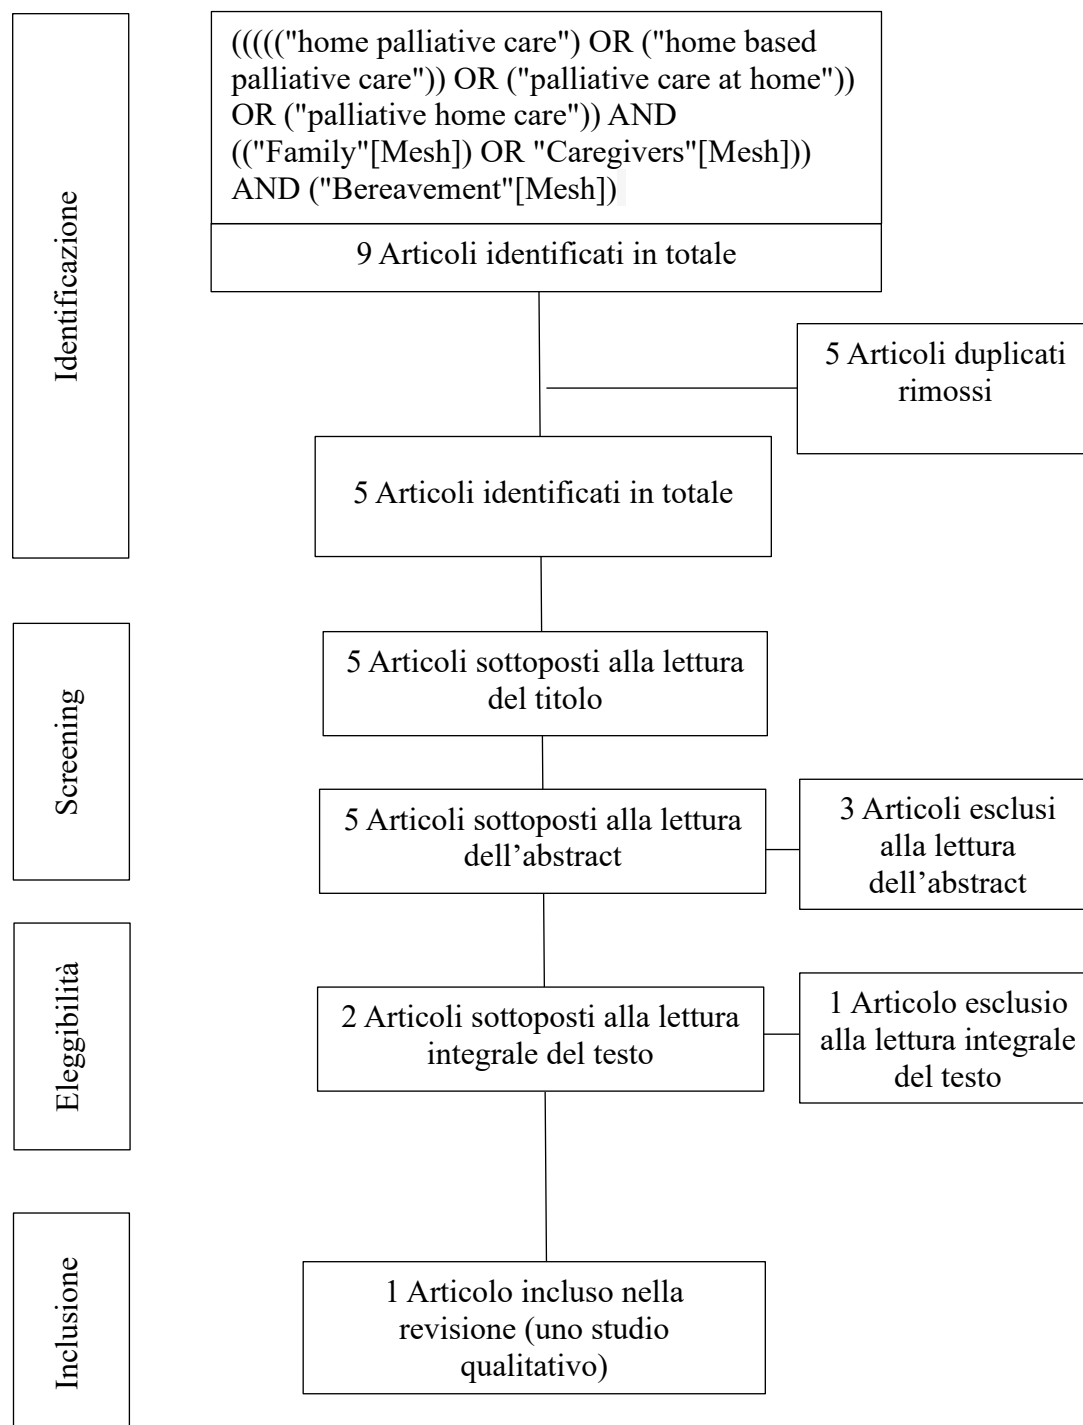 ((((("home palliative care") OR ("home based
palliative care")) OR ("palliative care at home"))
OR ("palliative home care")) AND
(("Family"[Mesh]) OR "Caregivers"[Mesh]))
AND ("Bereavement"[Mesh])
9 Articoli identificati in totale
Identificazione
5 Articoli duplicati
rimossi
5 Articoli identificati in totale
Screening
5 Articoli sottoposti alla lettura
del titolo
5 Articoli sottoposti alla lettura
dell’abstract
3 Articoli esclusi
alla lettura
dell’abstract
Eleggibilità
2 Articoli sottoposti alla lettura
integrale del testo
1 Articolo esclusio
alla lettura integrale
del testo
Inclusione
1 Articolo incluso nella
revisione (uno studio
qualitativo)